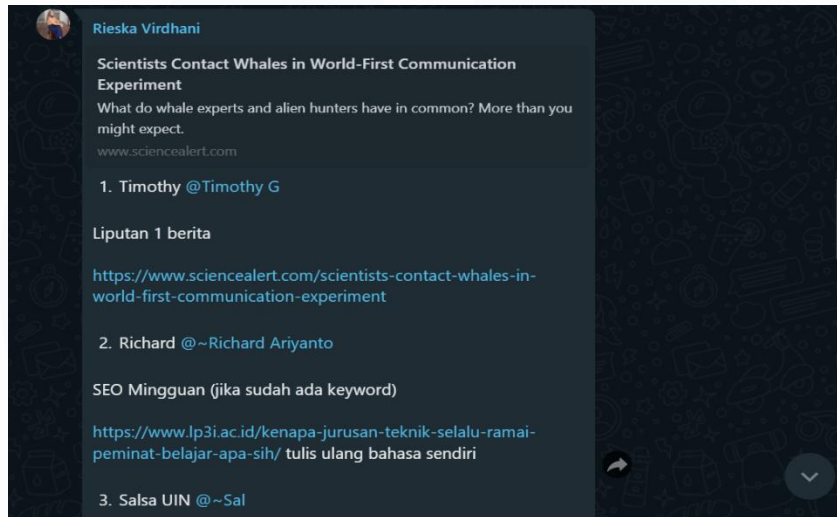 Rieska Virdhani
Scientists Contact Whales in World-First Communication
Experiment
What do whale experts and alien hunters have in common? More than you
might expect.
www.sciencealert.com
1. Timothy @Timothy G
Liputan 1 berita
https://www.sciencealert.com/scientists-contact-whales-in-
world-first-communication-experiment
2. Richard @~Richard Ariyanto
SEO Mingguan (jika sudah ada keyword)
https://www.lp3i.ac.id/kenapa-jurusan-teknik-selalu-ramai-
peminat-belajar-apa-sih/ tulis ulang bahasa sendiri
3. Salsa UIN @~Sal